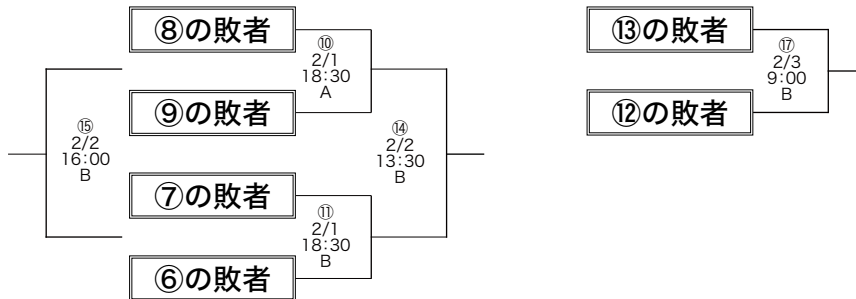 ⑧の敗者
⑩
2/1
18:30
A
⑨の敗者
⑮
2/2
16:00
B
⑭
2/2
13:30
B
⑦の敗者
⑪
2/1
18:30
B
⑥の敗者
⑬の敗者
⑰
2/3
9:00
B
⑫の敗者